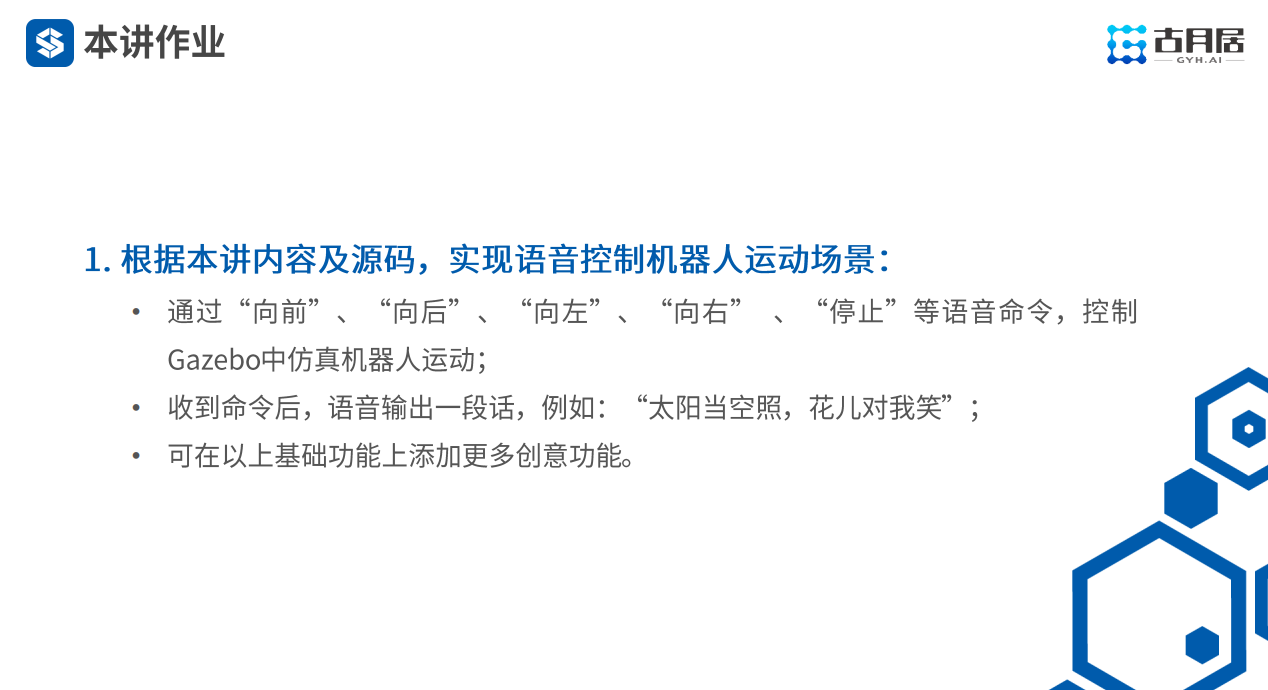 本讲作业
古月居
GYH.AI
1. 根据本讲内容及源码，实现语音控制机器人运动场景：
• 通过“向前”、“向后”、“向左”、“向右” 、“停止”等语音命令，控制
Gazebo中仿真机器人运动；
• 收到命令后，语音输出一段话，例如：“太阳当空照，花儿对我笑”；
• 可在以上基础功能上添加更多创意功能。